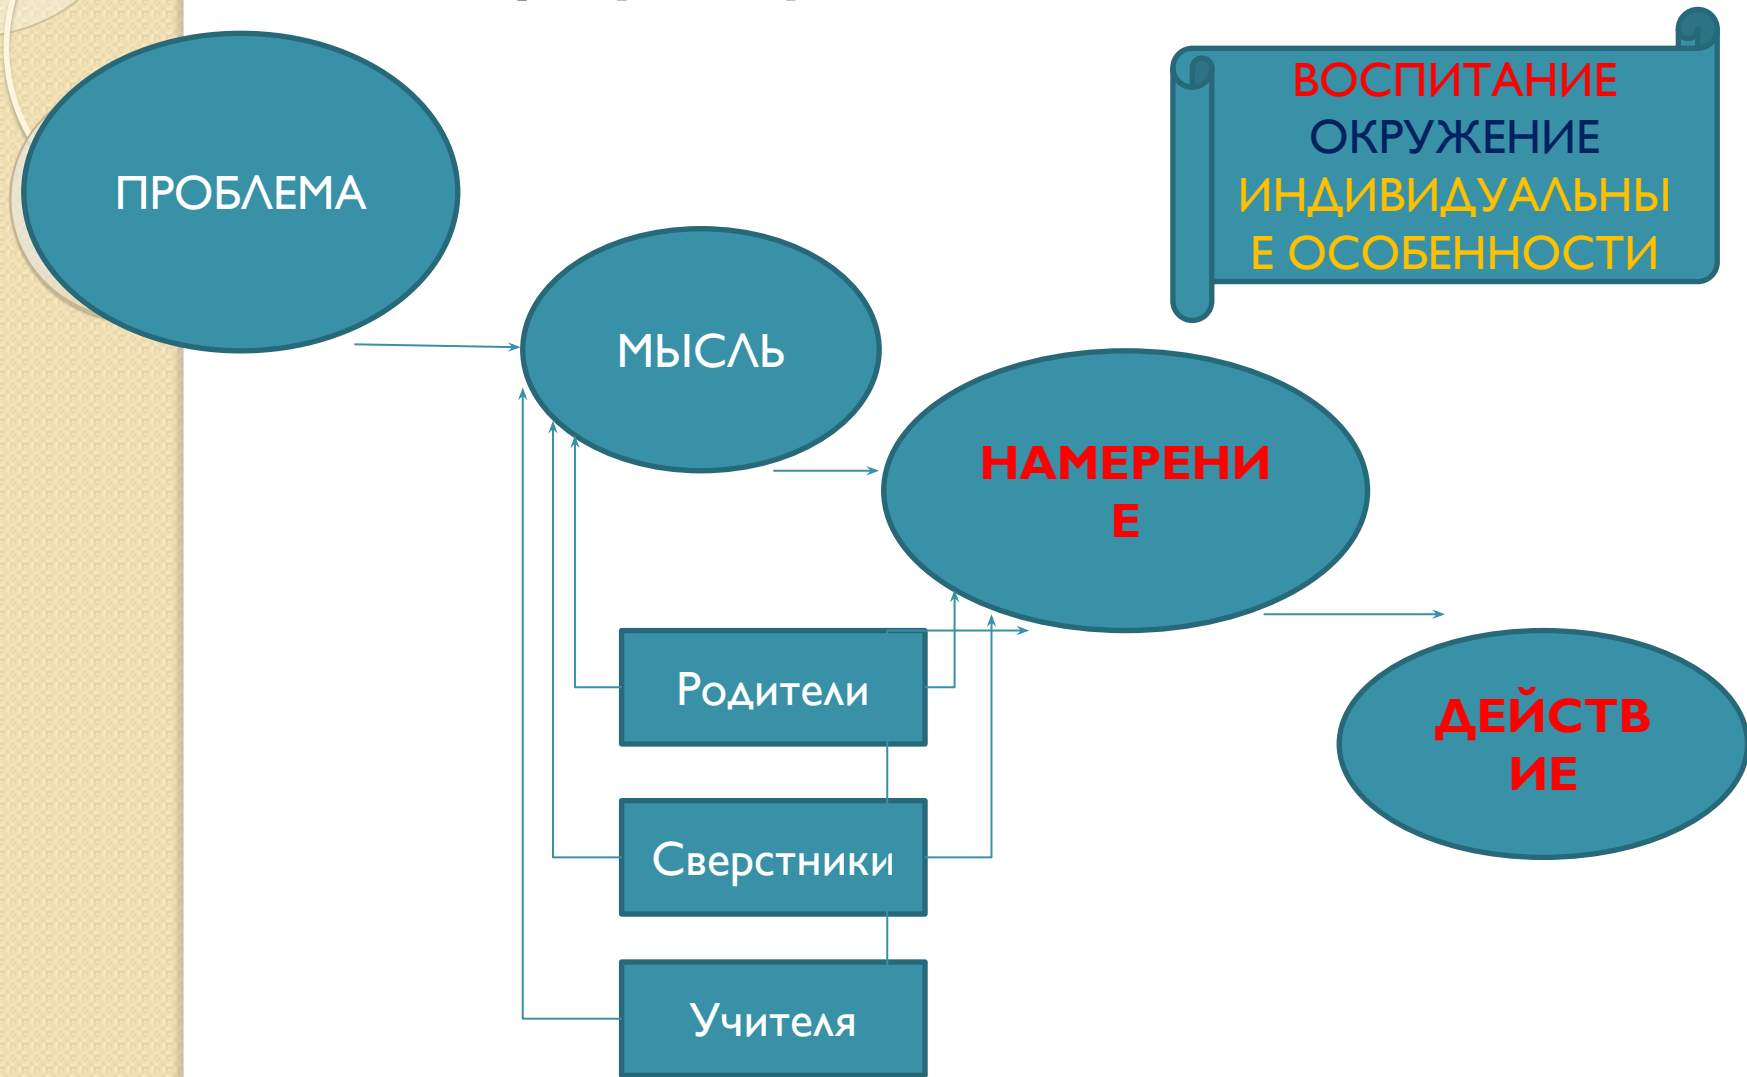 ПРОБЛЕМА
ВОСПИТАНИЕ
ОКРУЖЕНИЕ
ИНДИВИДУАЛЬНЫ
Е ОСОБЕННОСТИ
МЫСЛЬ
НАМЕРЕНИ
Е
Родители
ДЕЙСТВ
ИЕ
Сверстники
Учителя